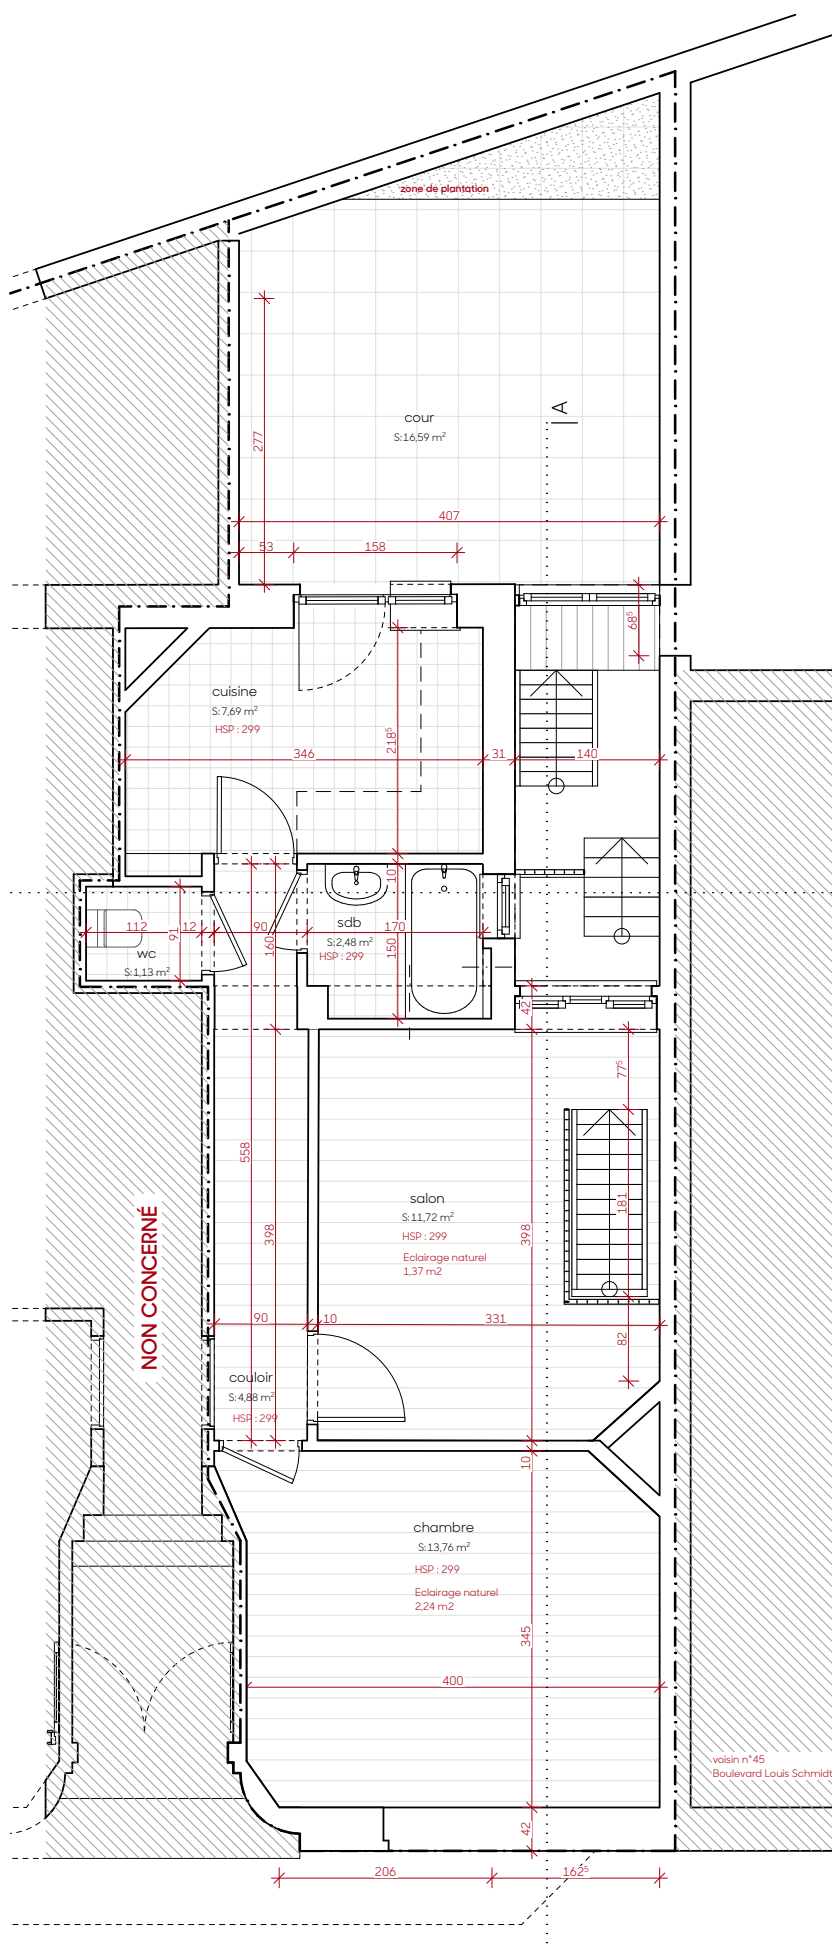 zone de plantation
A
cour
S:16,59 m²
277
407
53
158
68⁵
cuisine
S:7,69 m²
HSP : 299
218⁵
346
31
140
10
112
12
90
170
91
160
150
sdb
S:2,48 m²
HSP : 299
wc
S:1,13 m²
42
77⁵
558
398
salon
S:11,72 m²
HSP : 299
Eclairage naturel
1,37 m2
398
181
NON CONCERNÉ
90
10
331
82
couloir
S:4,88 m²
HSP : 299
10
chambre
S:13,76 m²
HSP : 299
Eclairage naturel
2,24 m2
345
400
voisin n°45
Boulevard Louis Schmidt
42
206
162⁵